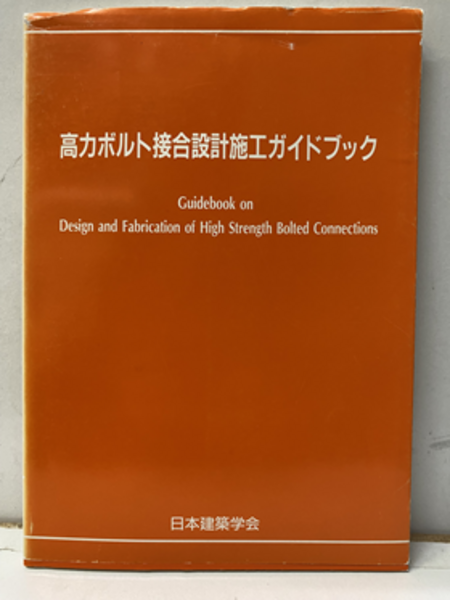 高力ボルト接合設計施工ガイドブック
Guidebook on
Design and Fabrication of High Strength Bolted Connections
日本建築学会